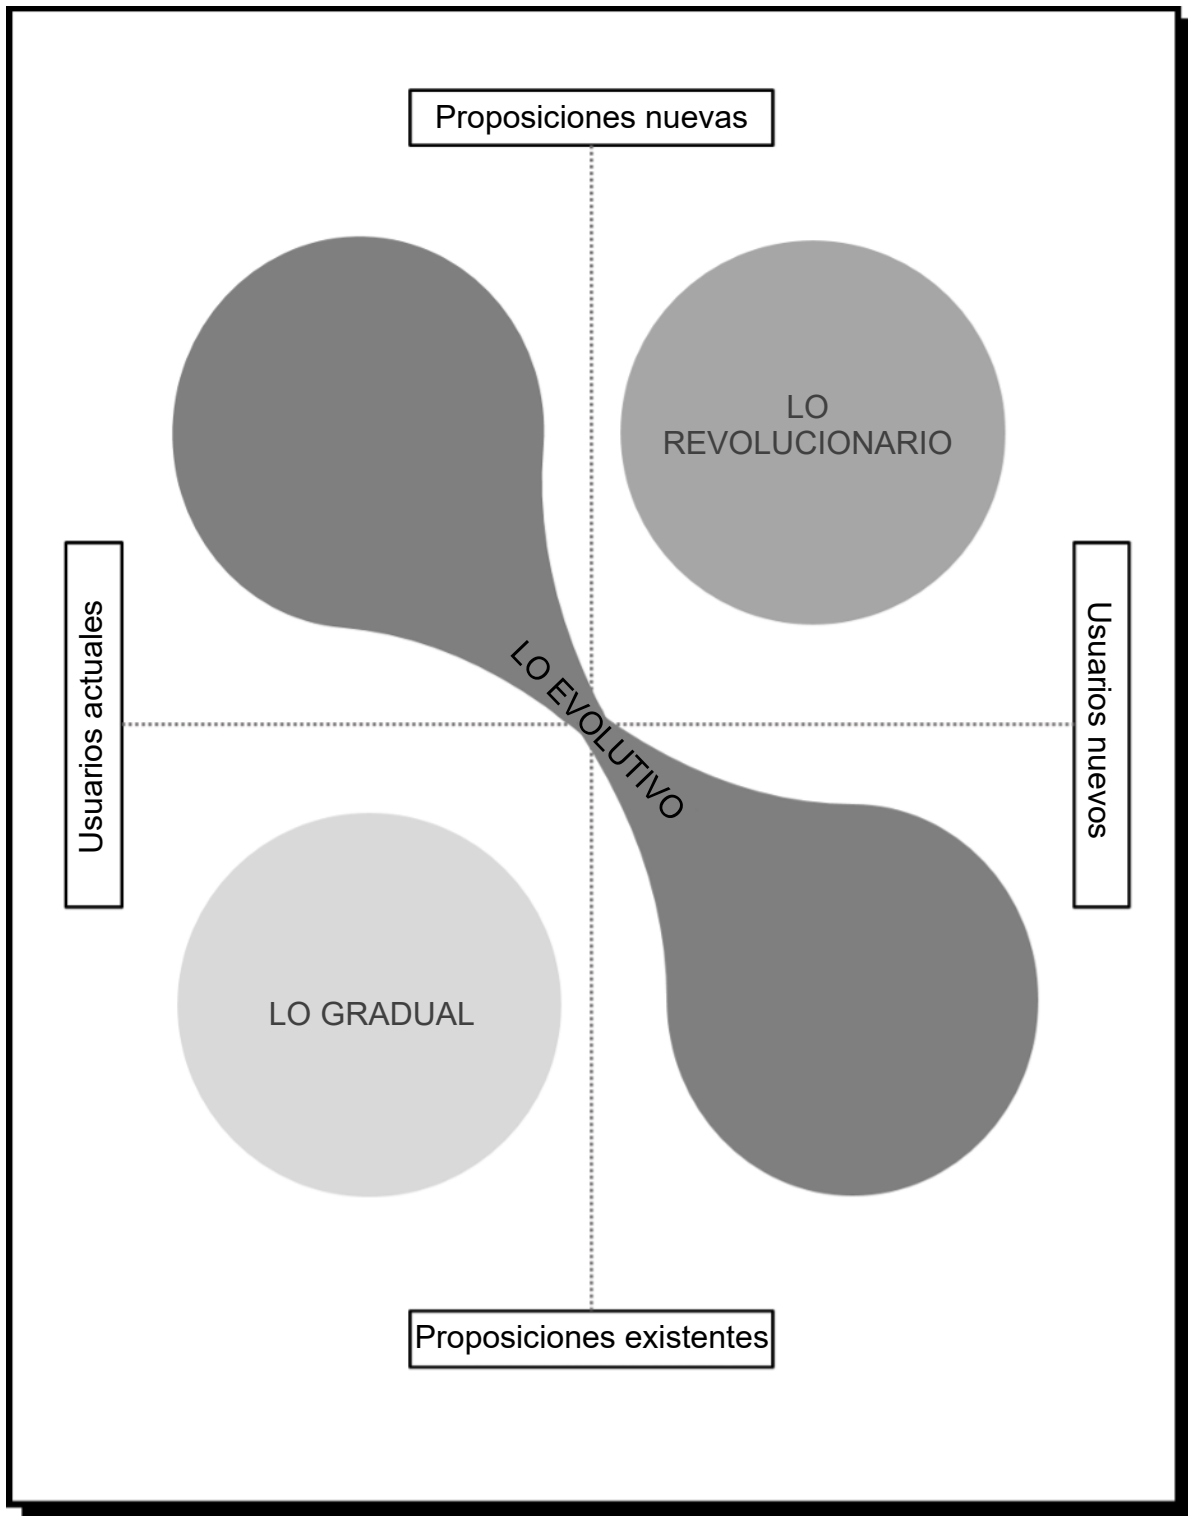 Proposiciones nuevas
LO
REVOLUCIONARIO
Usuarios actuales
Usuarios nuevos
LO EVOLUTIVO
LO GRADUAL
Proposiciones existentes